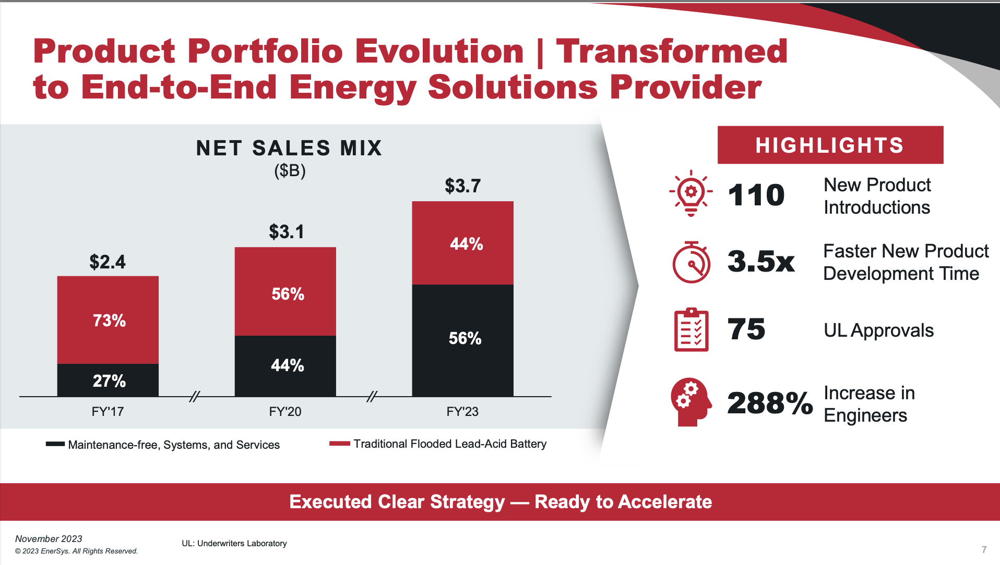 Product Portfolio Evolution | Transformed
to End-to-End Energy Solutions Provider
NET SALES MIX
($B)
$2.4
73%
27%
FY'17
$3.1
56%
44%
FY'20
$3.7
44%
56%
FY'23
Maintenance-free, Systems, and Services
Traditional Flooded Lead-Acid Battery
HIGHLIGHTS
110
New Product
Introductions
3.5x
Faster New Product
Development Time
75
UL Approvals
288%
Increase in
Engineers
Executed Clear Strategy — Ready to Accelerate
November 2023
© 2023 EnerSys. All Rights Reserved.
UL: Underwriters Laboratory
7